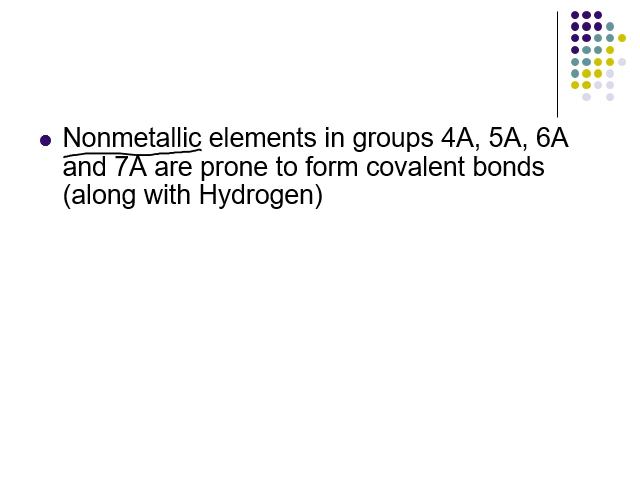 Nonmetallic elements in groups 4A, 5A, 6A
and 7A are prone to form covalent bonds
(along with Hydrogen)